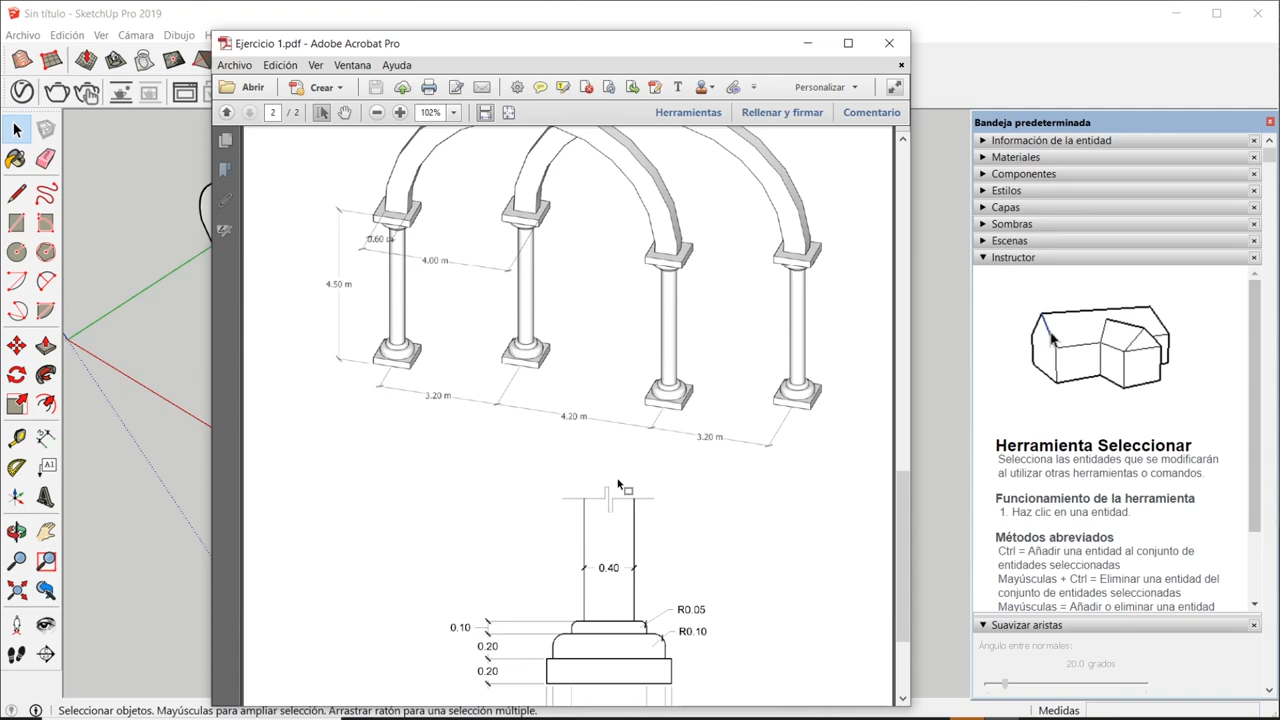 Sin título - SketchUp Pro 2019
Archivo Edición Ver Cámara Dibujo
Ejercicio 1.pdf - Adobe Acrobat Pro
Archivo Edición Ver Ventana Ayuda
Abrir Crear Personalizar
2 / 2 102% Herramientas Rellenar y firmar Comentario
0.60 m
4.00 m
4.50 m
3.20 m
4.20 m
3.20 m
0.40
R0.05
0.10
R0.10
0.20
0.20
Bandeja predeterminada
Información de la entidad
Materiales
Componentes
Estilos
Capas
Sombras
Escenas
Instructor
Herramienta Seleccionar
Selecciona las entidades que se modificarán
al utilizar otras herramientas o comandos.
Funcionamiento de la herramienta
1. Haz clic en una entidad.
Métodos abreviados
Ctrl = Añadir una entidad al conjunto de
entidades seleccionadas
Mayúsculas + Ctrl = Eliminar una entidad del
conjunto de entidades seleccionadas
Mayúsculas = Añadir o eliminar una entidad
Suavizar aristas
Ángulo entre normales:
20.0 grados
Seleccionar objetos. Mayúsculas para ampliar selección. Arrastrar ratón para una selección múltiple.
Medidas